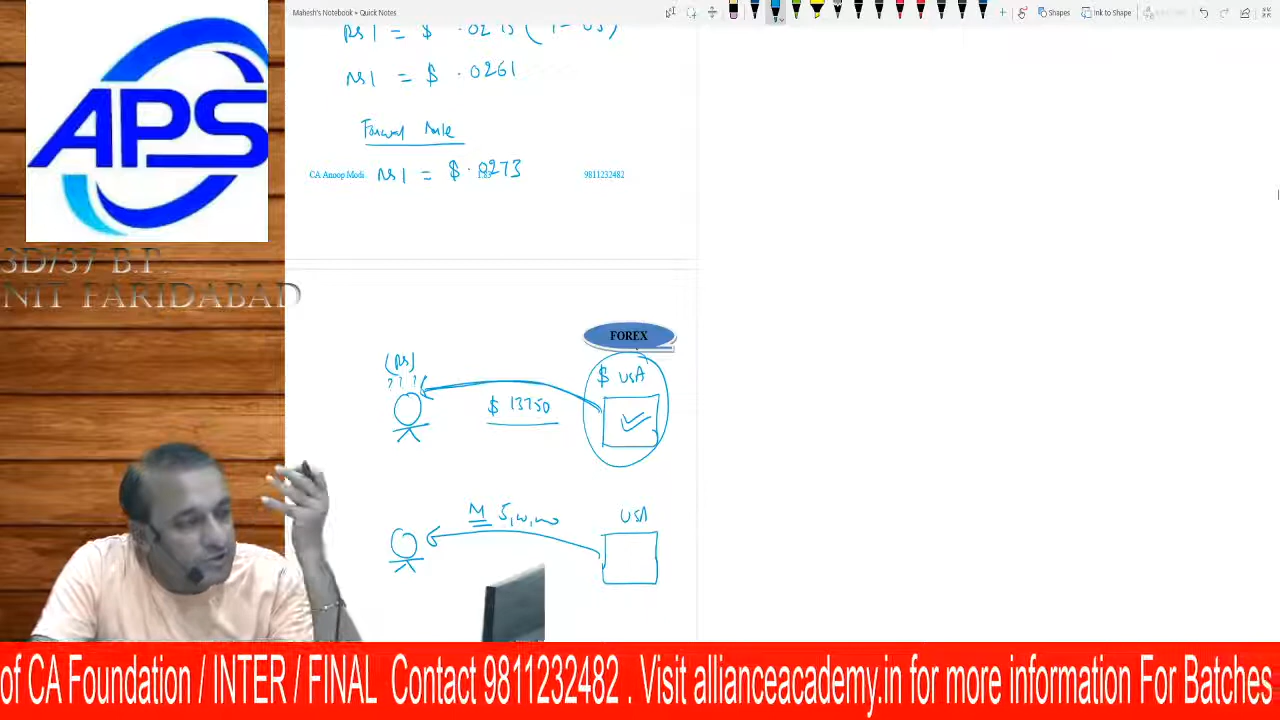 Mahesh's Notebook » Quick Notes
Shapes
Ink to Shape
APS
3D/37 B.P.
NIT FARIDABAD
Rs 1 = $ .0261
Forward Rate
CA Anoop Modi
Rs 1 = $ .0273
9811232482
FOREX
(Rs)
? ? ?
$ USA
$ 13750
M
USA
of CA Foundation / INTER / FINAL Contact 9811232482 . Visit allianceacademy.in for more information For Batches